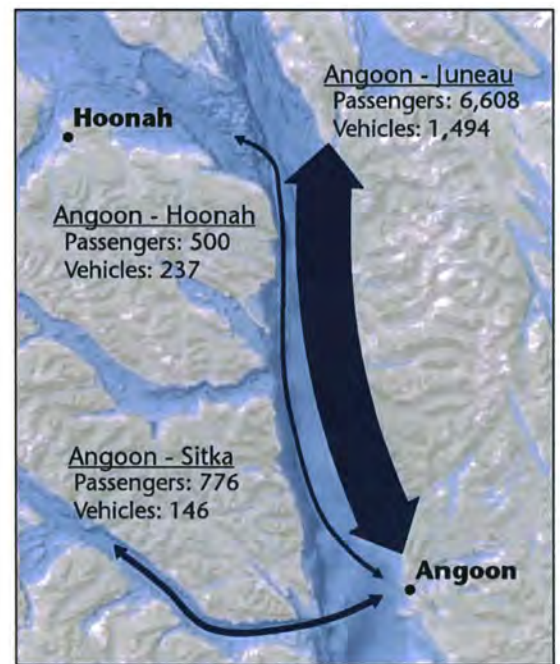 Angoon - Juneau
Passengers: 6,608
Vehicles: 1,494
Hoonah
Angoon - Hoonah
Passengers: 500
Vehicles: 237
Angoon - Sitka
Passengers: 776
Vehicles: 146
Angoon